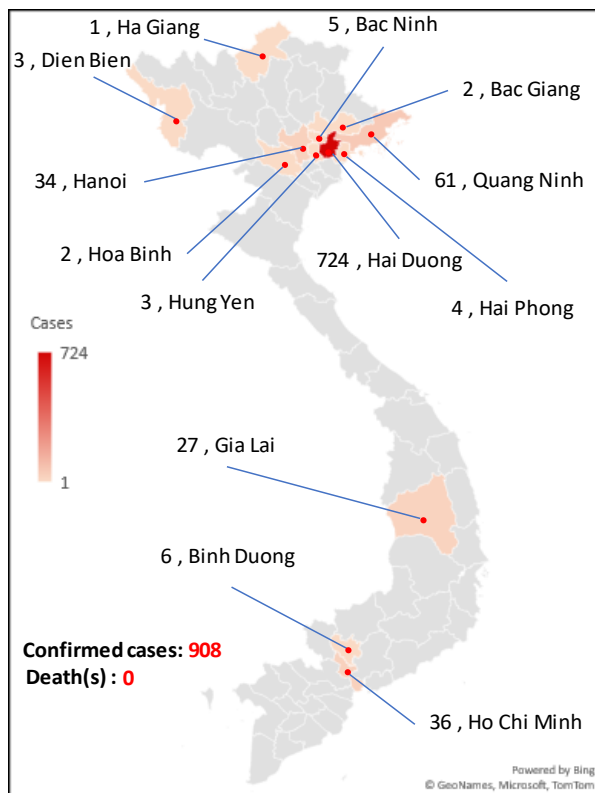 1 , Ha Giang
5 , Bac Ninh
3 , Dien Bien
2 , Bac Giang
34 , Hanoi
61 , Quang Ninh
2 , Hoa Binh
724 , Hai Duong
3 , Hung Yen
4 , Hai Phong
Cases
724
1
27 , Gia Lai
6 , Binh Duong
Confirmed cases: 908
Death(s) : 0
36 , Ho Chi Minh
Powered by Bing
© GeoNames, Microsoft, TomTom